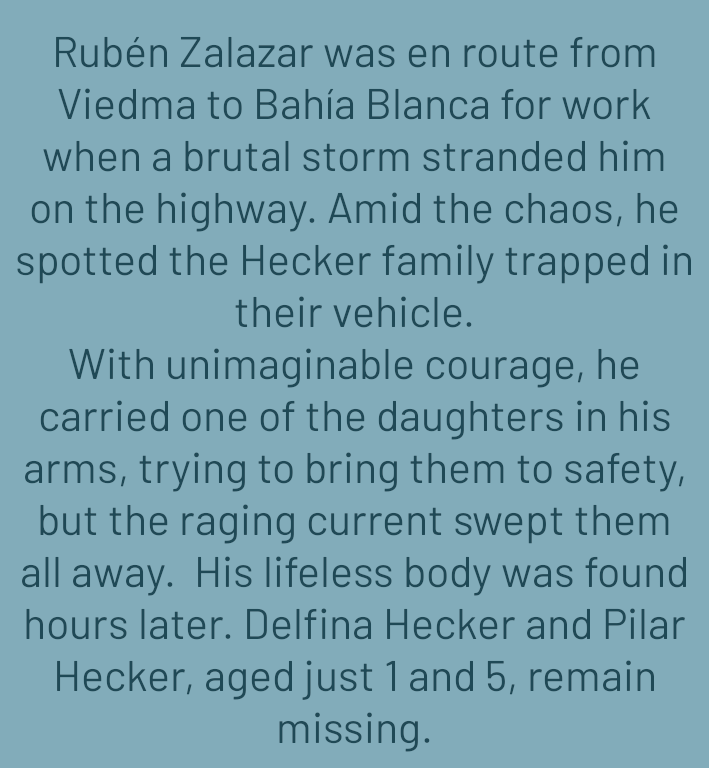 Rubén Zalazar was en route from
Viedma to Bahía Blanca for work
when a brutal storm stranded him
on the highway. Amid the chaos, he
spotted the Hecker family trapped in
their vehicle.
With unimaginable courage, he
carried one of the daughters in his
arms, trying to bring them to safety,
but the raging current swept them
all away.  His lifeless body was found
hours later. Delfina Hecker and Pilar
Hecker, aged just 1 and 5, remain
missing.